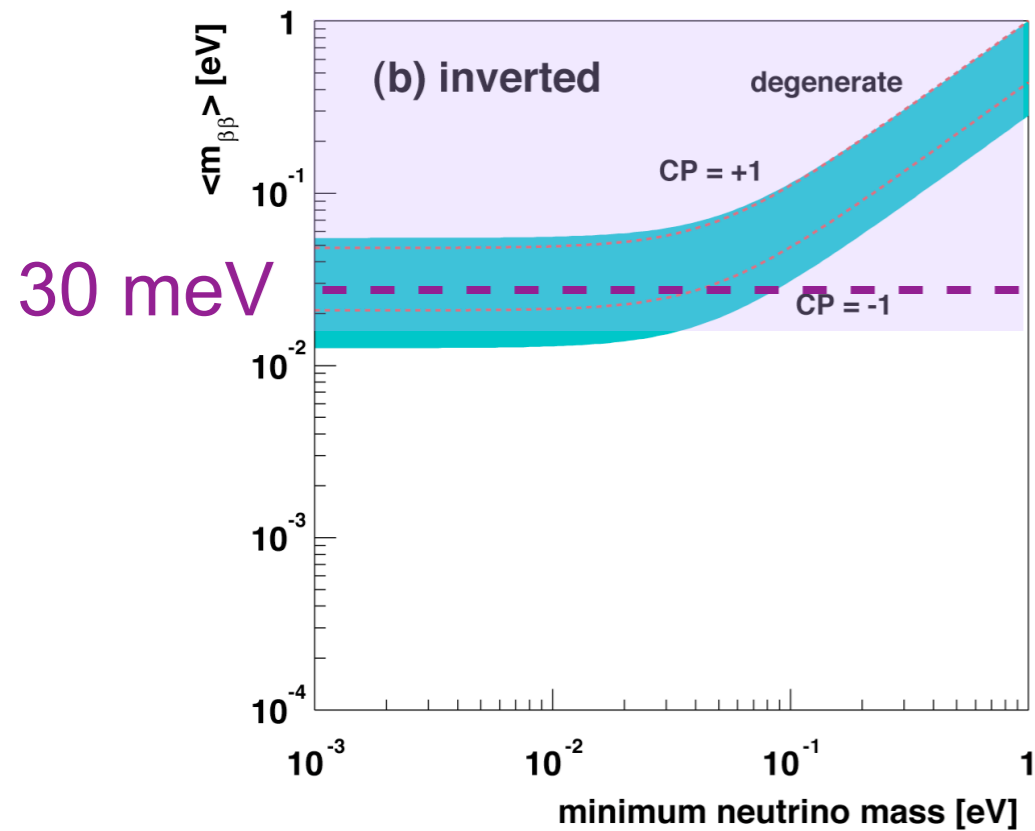 <m_ββ> [eV]
1
10^-1
10^-2
10^-3
10^-4
(b) inverted
degenerate
CP = +1
30 meV
CP = -1
10^-3 10^-2 10^-1 1
minimum neutrino mass [eV]